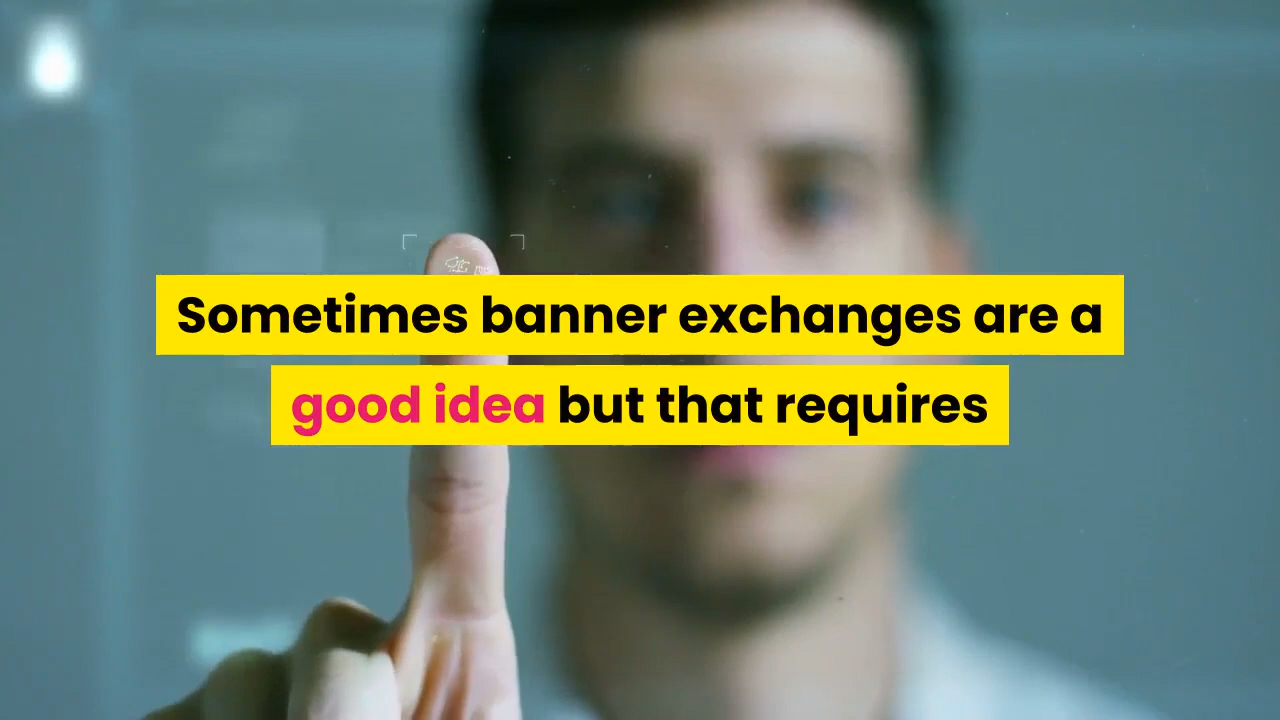 Sometimes banner exchanges are a
good idea but that requires